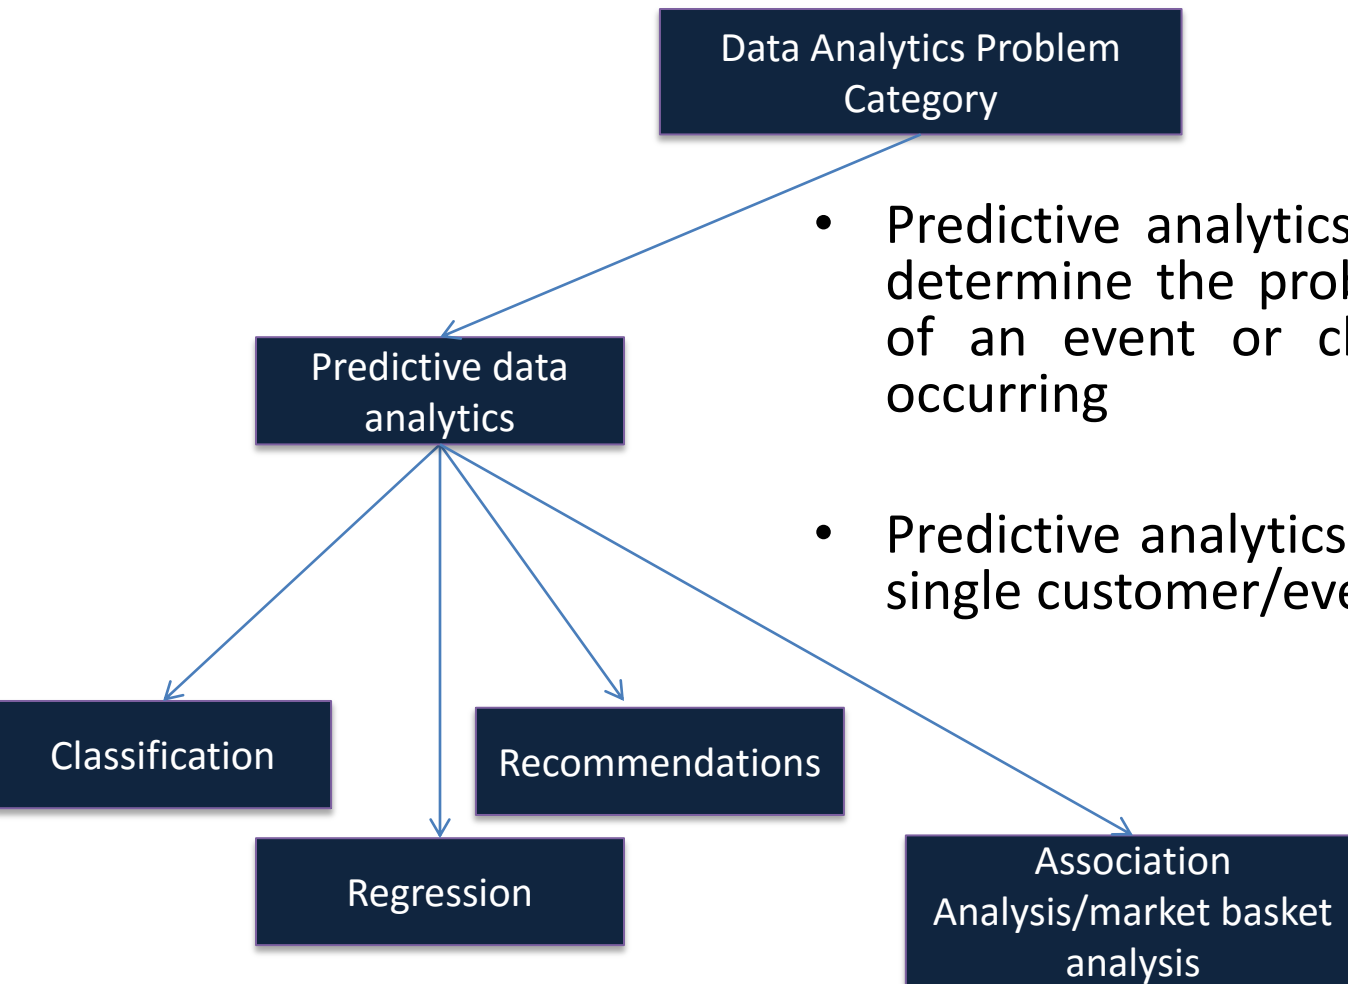 Data Analytics Problem
Category
• Predictive analytics
determine the
of an event or
occurring
Predictive data
analytics
• Predictive analytics
single
Classification
Recommendations
Regression
Association
Analysis/market basket
analysis